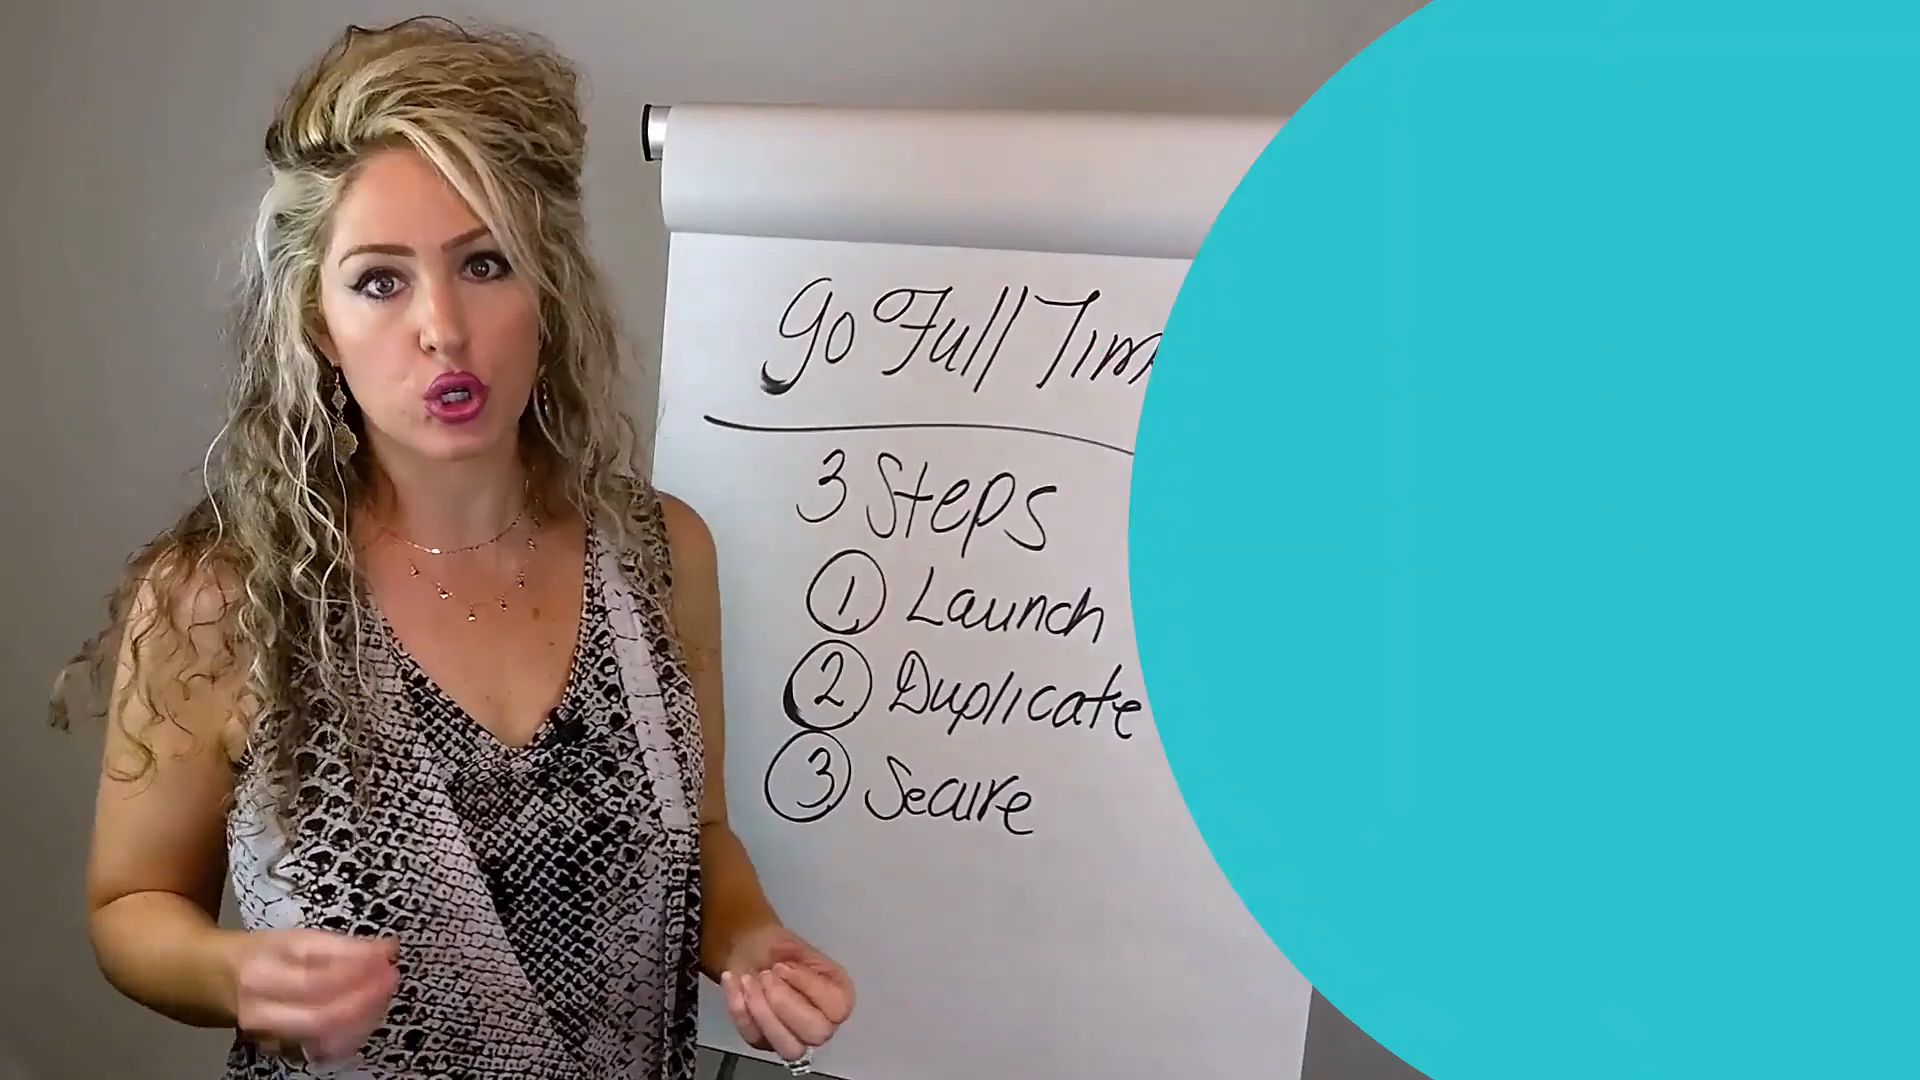 Go Full Tim
3 Steps
1 Launch
2 Duplicate
3 Secure